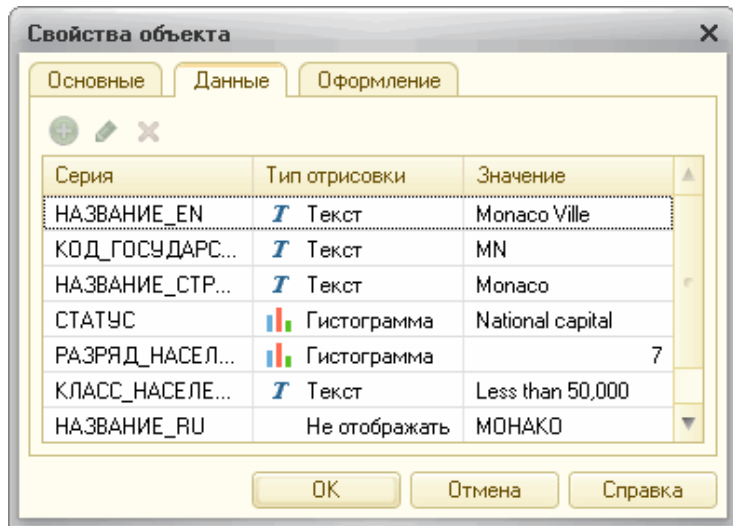 Свойства объекта
Основные Данные Оформление
Серия Тип отрисовки Значение
НАЗВАНИЕ_EN T Текст Monaco Ville
КОД_ГОСУДАРС... T Текст MN
НАЗВАНИЕ_СТР... T Текст Monaco
СТАТУС Гистограмма National capital
РАЗРЯД_НАСЕЛ... Гистограмма 7
КЛАСС_НАСЕЛЕ... T Текст Less than 50,000
НАЗВАНИЕ_RU Не отображать МОНАКО
OK Отмена Справка